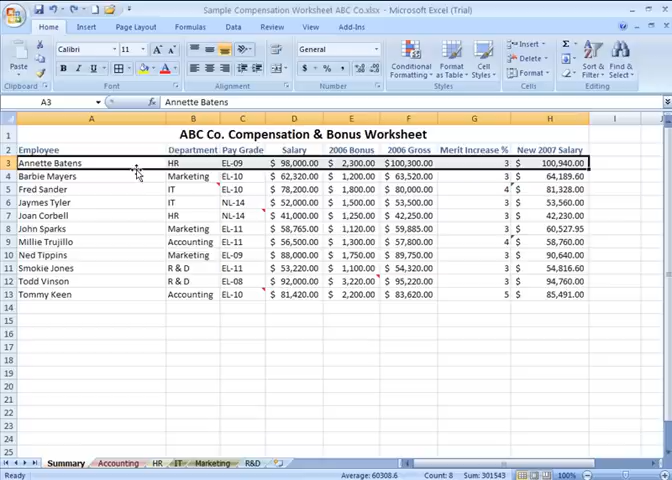 Sample Compensation Worksheet ABC Co.xlsx - Microsoft Excel (Trial)
Home Insert Page Layout Formulas Data Review View
Paste Calibri 11 General Conditional Formatting Format as Table Cell Styles Insert Delete Format
Clipboard Font Alignment Number Styles Cells Editing
A3 fx Annette Batens
A B C D E F G H I
1 ABC Co. Compensation & Bonus Worksheet
2 Employee Department Pay Grade Salary 2006 Bonus 2006 Gross Merit Increase % New 2007 Salary
3 Annette Batens HR EL-09 $ 98,000.00 $ 2,300.00 $100,300.00 3 $ 100,940.00
4 Barbie Mayers Marketing EL-10 $ 62,320.00 $ 1,200.00 $ 63,520.00 3 $ 64,189.60
5 Fred Sander IT EL-10 $ 78,200.00 $ 1,800.00 $ 80,000.00 4 $ 81,328.00
6 Jaymes Tyler IT NL-14 $ 52,000.00 $ 1,500.00 $ 53,500.00 3 $ 53,560.00
7 Joan Corbell HR NL-14 $ 41,000.00 $ 1,250.00 $ 42,250.00 3 $ 42,230.00
8 John Sparks Marketing EL-11 $ 58,765.00 $ 1,120.00 $ 59,885.00 3 $ 60,527.95
9 Millie Trujillo Accounting EL-11 $ 56,500.00 $ 1,300.00 $ 57,800.00 4 $ 58,760.00
10 Ned Tippins Marketing EL-09 $ 88,000.00 $ 1,750.00 $ 89,750.00 3 $ 90,640.00
11 Smokie Jones R & D EL-11 $ 53,220.00 $ 1,100.00 $ 54,320.00 3 $ 54,816.60
12 Todd Vinson R & D EL-08 $ 92,000.00 $ 3,220.00 $ 95,220.00 3 $ 94,760.00
13 Tommy Keen Accounting EL-10 $ 81,420.00 $ 2,200.00 $ 83,620.00 5 $ 85,491.00
14
15
16
17
18
19
20
21
22
23
24
25
Summary Accounting HR IT Marketing R&D
Ready Average: 60308.6 Count: 8 Sum: 301543 100%